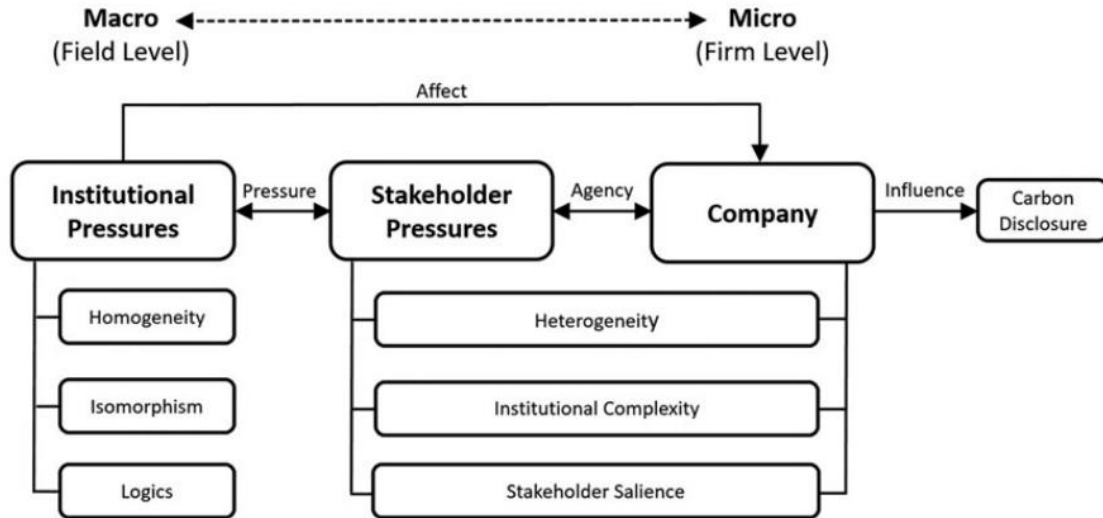 Macro
(Field Level)
Micro
(Firm Level)
Affect
Institutional
Pressures
Pressure
Stakeholder
Pressures
Agency
Company
Influence
Carbon
Disclosure
Homogeneity
Heterogeneity
Isomorphism
Institutional Complexity
Logics
Stakeholder Salience